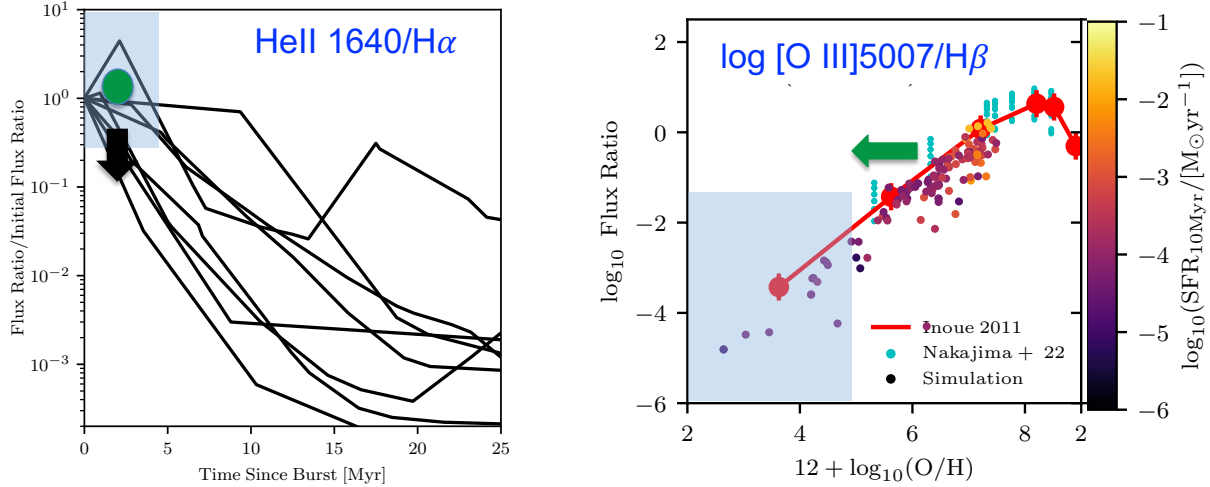 HeII 1640/Hα
Flux Ratio/Initial Flux Ratio
10¹
10⁰
10⁻¹
10⁻²
10⁻³
0 5 10 15 20 25
Time Since Burst [Myr]
log [O III]5007/Hβ
log₁₀ Flux Ratio
2
0
−2
−4
−6
Inoue 2011
Nakajima + 22
Simulation
2 4 6 8 2
12 + log₁₀(O/H)
−1
−2
−3
−4
−5
−6
log₁₀(SFR₁₀Myr/[M⊙yr⁻¹])